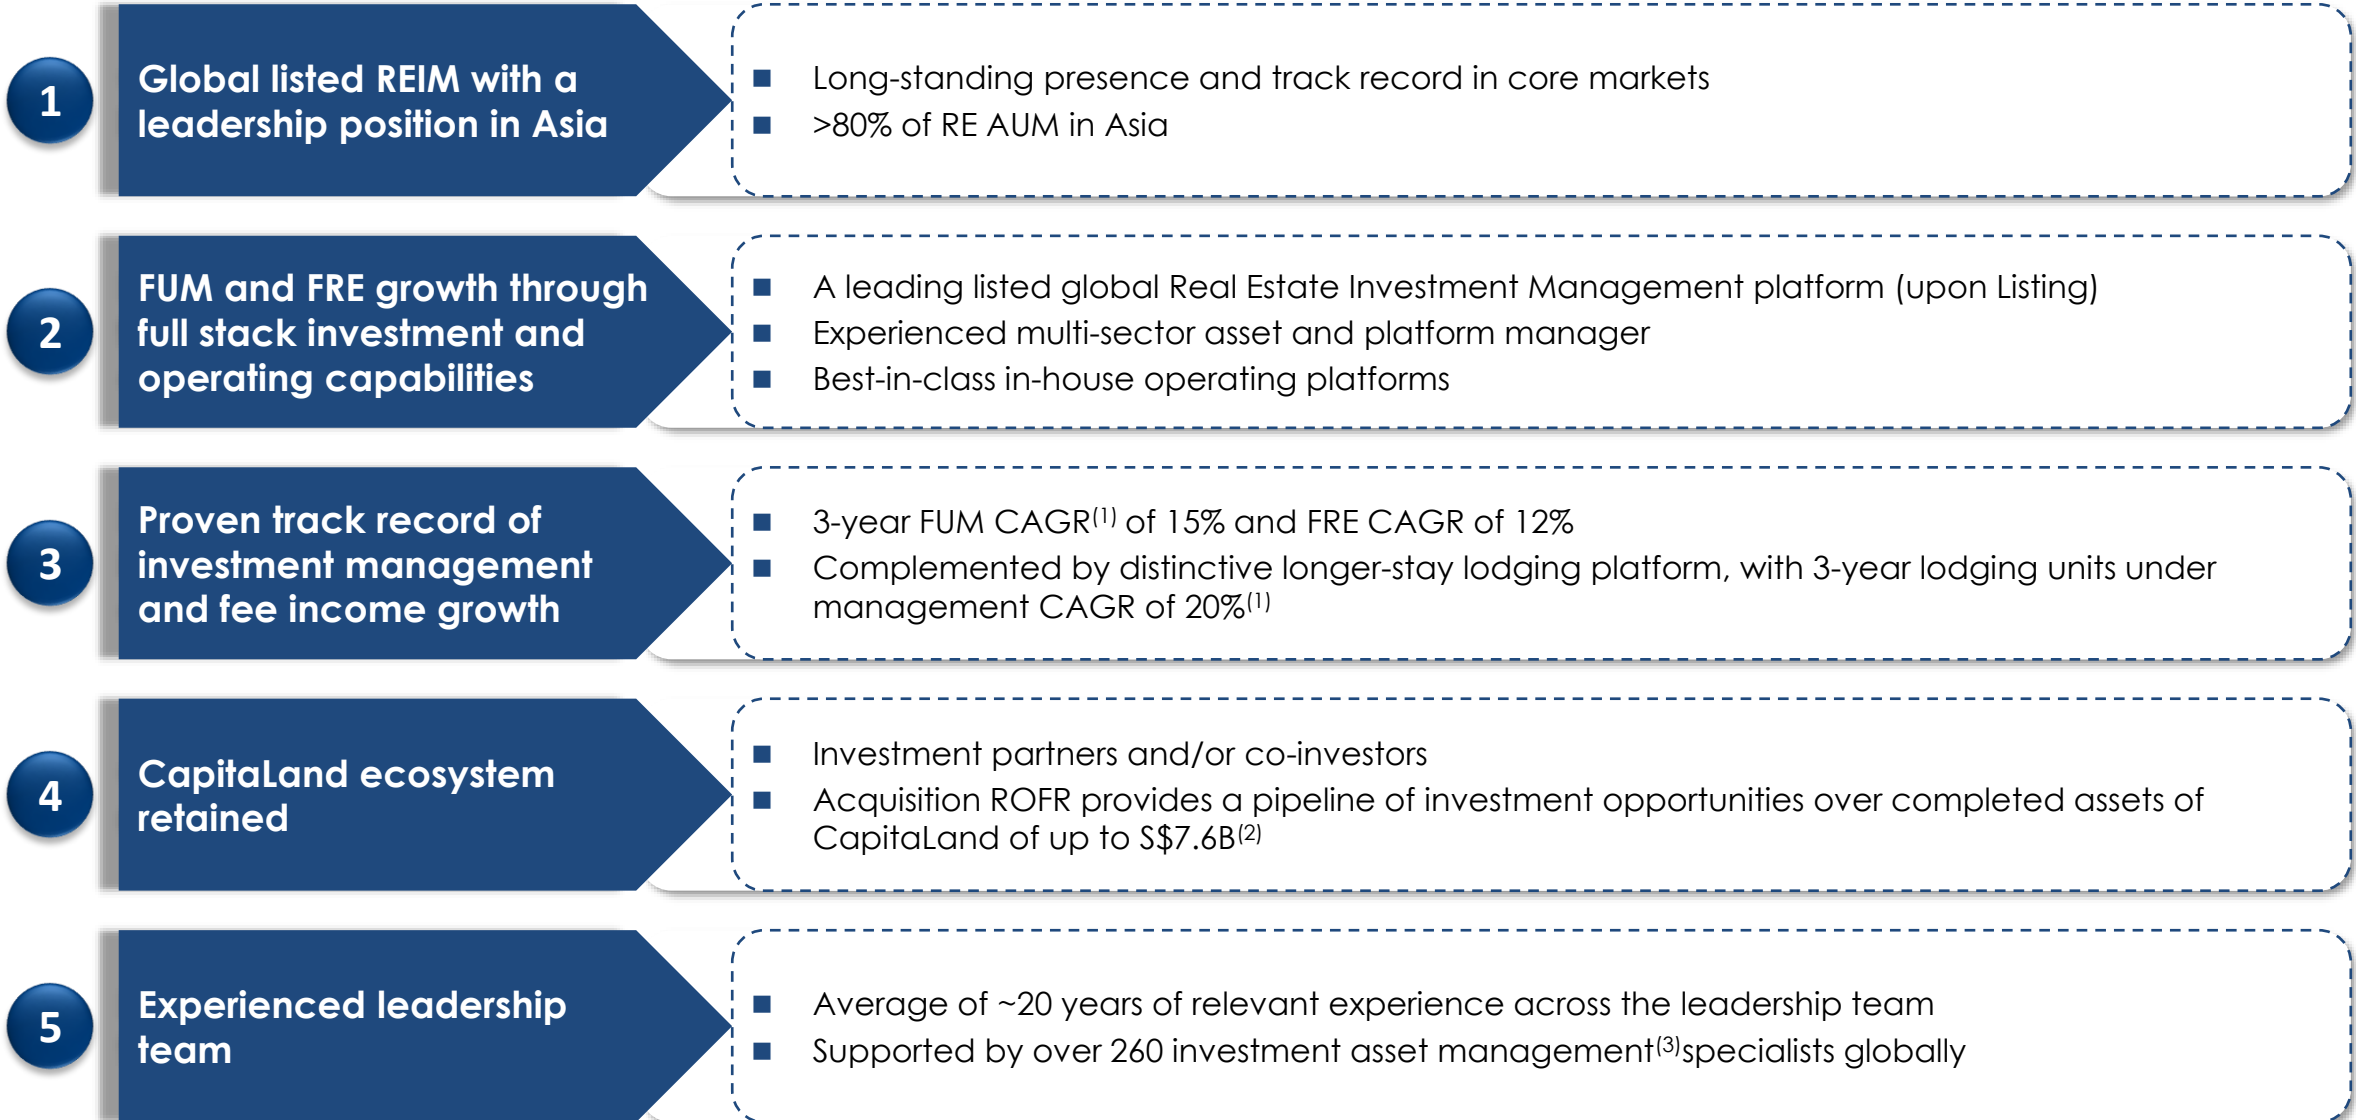 1
Global listed REIM with a
leadership position in Asia
■ Long-standing presence and track record in core markets
■ >80% of RE AUM in Asia
2
FUM and FRE growth through
full stack investment and
operating capabilities
■ A leading listed global Real Estate Investment Management platform (upon Listing)
■ Experienced multi-sector asset and platform manager
■ Best-in-class in-house operating platforms
3
Proven track record of
investment management
and fee income growth
■ 3-year FUM CAGR(1) of 15% and FRE CAGR of 12%
■ Complemented by distinctive longer-stay lodging platform, with 3-year lodging units under
management CAGR of 20%(1)
4
CapitaLand ecosystem
retained
■ Investment partners and/or co-investors
■ Acquisition ROFR provides a pipeline of investment opportunities over completed assets of
CapitaLand of up to S$7.6B(2)
5
Experienced leadership
team
■ Average of ~20 years of relevant experience across the leadership team
■ Supported by over 260 investment asset management(3)specialists globally